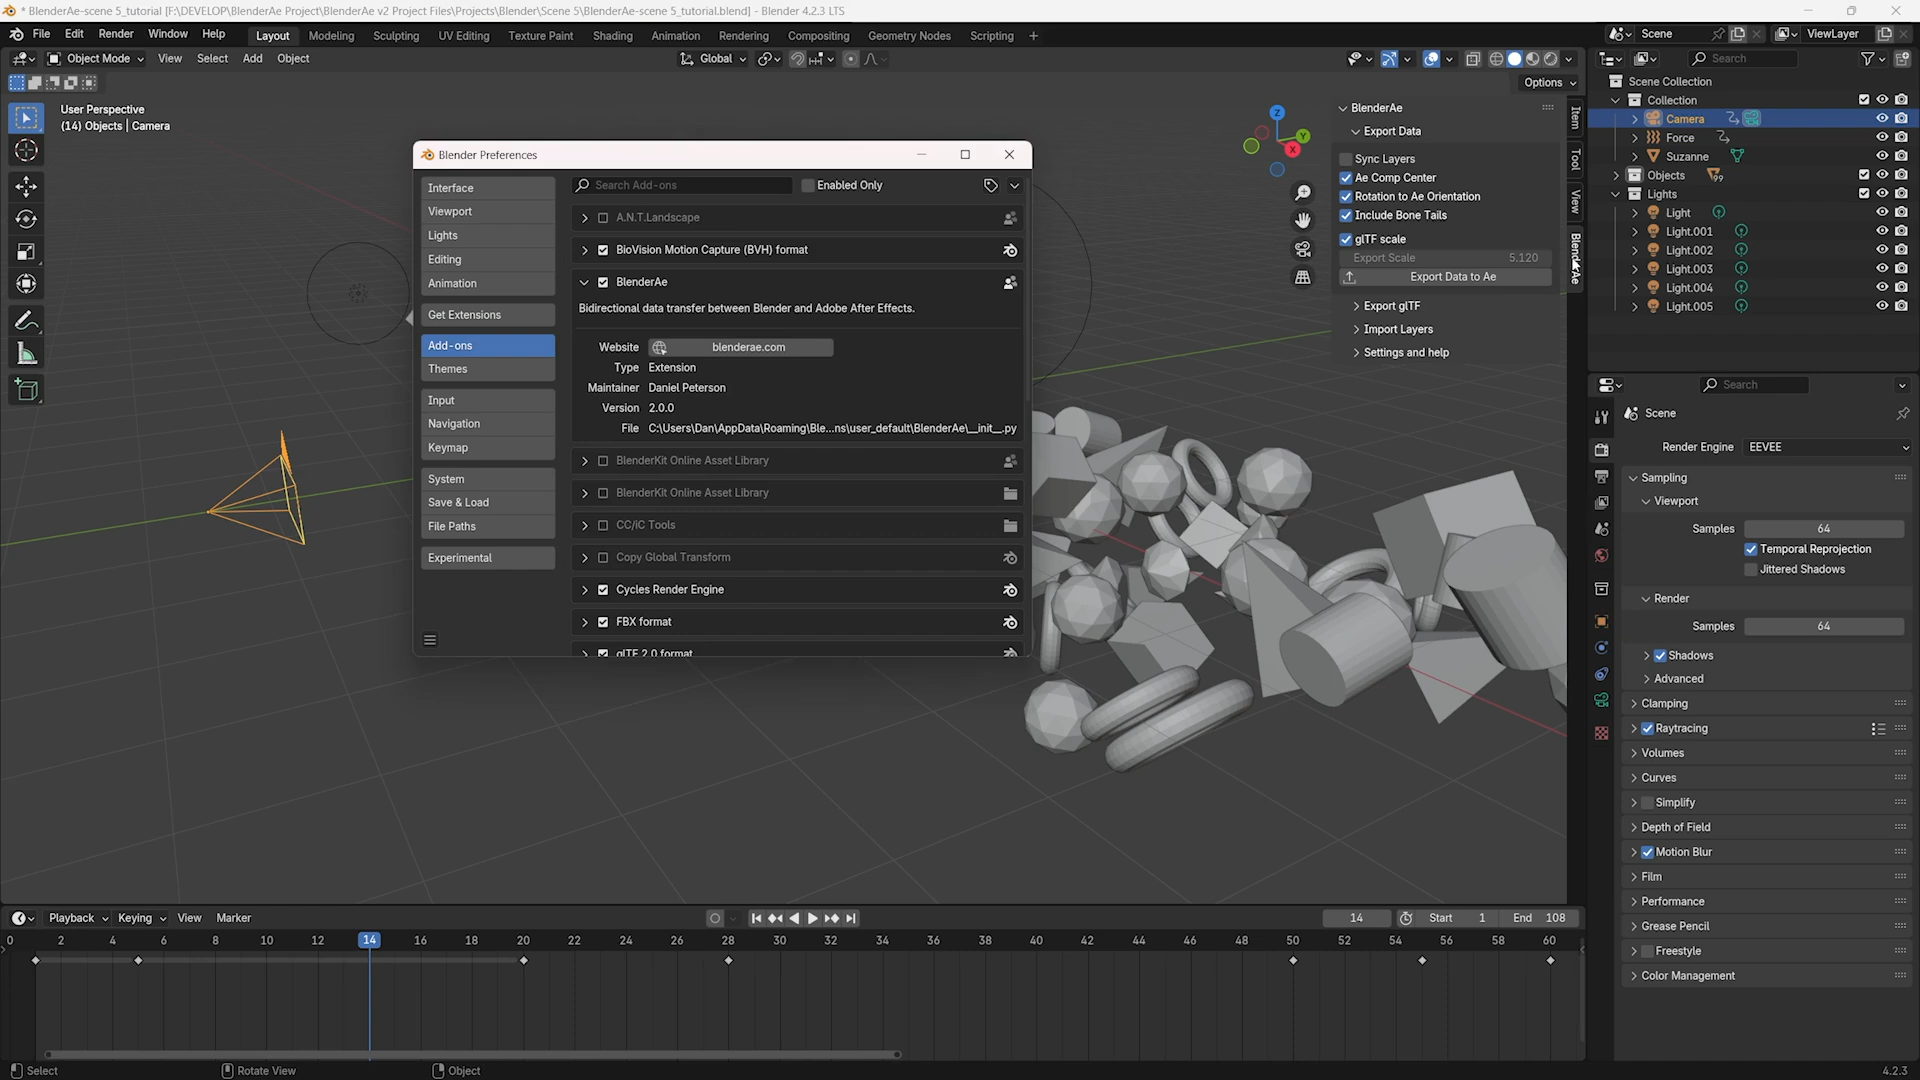 * BlenderAe-scene 5_tutorial [F:\DEVELOP\BlenderAe Project\BlenderAe v2 Project Files\Projects\Blender\Scene 5\BlenderAe-scene 5_tutorial.blend] - Blender 4.2.3 LTS
File Edit Render Window Help Layout Modeling Sculpting UV Editing Texture Paint Shading Animation Rendering Compositing Geometry Nodes Scripting + Scene ViewLayer
Object Mode View Select Add Object Global Search
Options
User Perspective
(14) Objects | Camera
Blender Preferences
Interface
Viewport
Lights
Editing
Animation
Get Extensions
Add-ons
Themes
Input
Navigation
Keymap
System
Save & Load
File Paths
Experimental
Search Add-ons Enabled Only
A.N.T.Landscape
BioVision Motion Capture (BVH) format
BlenderAe
Bidirectional data transfer between Blender and Adobe After Effects.
Website blenderae.com
Type Extension
Maintainer Daniel Peterson
Version 2.0.0
File C:\Users\Dan\AppData\Roaming\Ble...ns\user_default\BlenderAe\__init__.py
BlenderKit Online Asset Library
BlenderKit Online Asset Library
CC/iC Tools
Copy Global Transform
Cycles Render Engine
FBX format
glTF 2.0 format
Z
Y
X
BlenderAe
Export Data
Sync Layers
Ae Comp Center
Rotation to Ae Orientation
Include Bone Tails
glTF scale
Export Scale 5.120
Export Data to Ae
Export glTF
Import Layers
Settings and help
Item
Tool
View
BlenderAe
Scene Collection
Collection
Camera
Force
Suzanne
Objects 99
Lights
Light
Light.001
Light.002
Light.003
Light.004
Light.005
Search
Scene
Render Engine EEVEE
Sampling
Viewport
Samples 64
Temporal Reprojection
Jittered Shadows
Render
Samples 64
Shadows
Advanced
Clamping
Raytracing
Volumes
Curves
Simplify
Depth of Field
Motion Blur
Film
Performance
Grease Pencil
Freestyle
Color Management
Playback Keying View Marker 14 Start 1 End 108
0 2 4 6 8 10 12 14 16 18 20 22 24 26 28 30 32 34 36 38 40 42 44 46 48 50 52 54 56 58 60
Select Rotate View Object 4.2.3